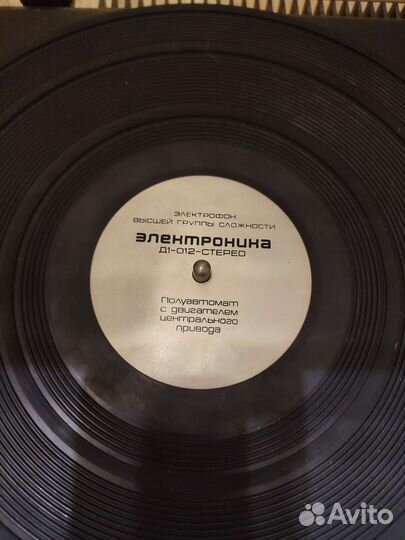 ЭЛЕКТРОФОН
ВЫСШЕЙ ГРУППЫ СЛОЖНОСТИ
электроника
Д1-012-СТЕРЕО
Полуавтомат
с двигателем
центрального
привода
Avito